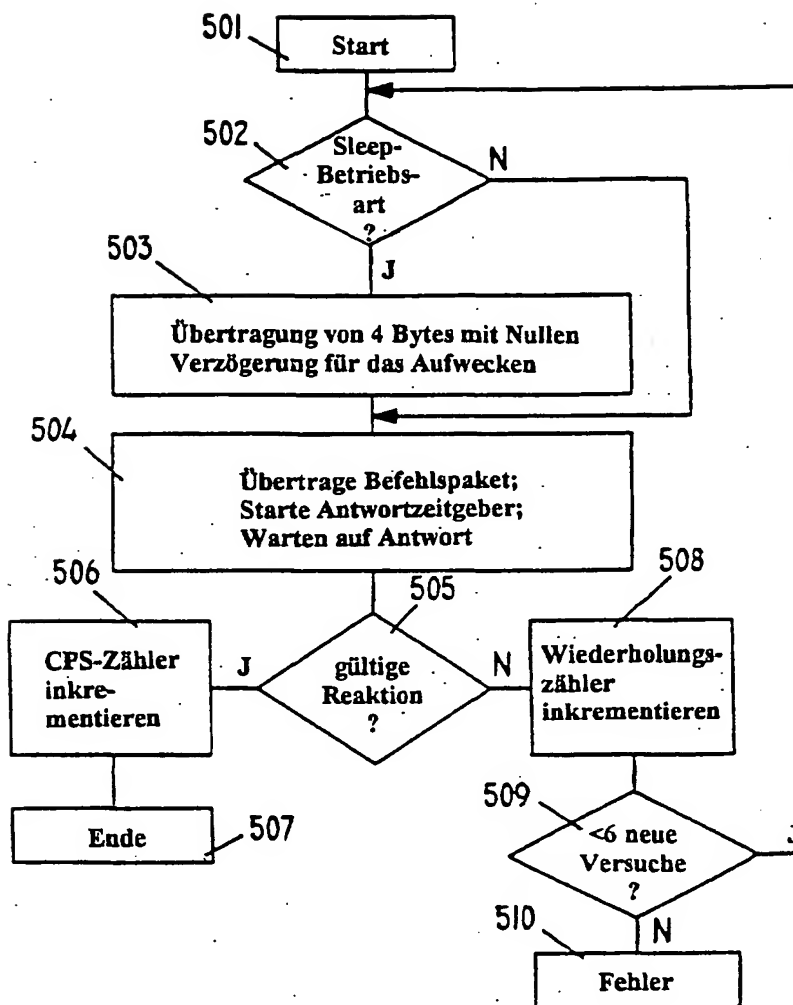 501
Start
502
Sleep-
Betriebs-
art
?
N
J
503
Übertragung von 4 Bytes mit Nullen
Verzögerung für das Aufwecken
504
Übertrage Befehlspaket;
Starte Antwortzeitgeber;
Warten auf Antwort
506
CPS-Zähler
inkre-
mentieren
J
505
gültige
Reaktion
?
N
508
Wiederholungs-
zähler
inkrementieren
Ende
507
509
<6 neue
Versuche
?
J
N
510
Fehler